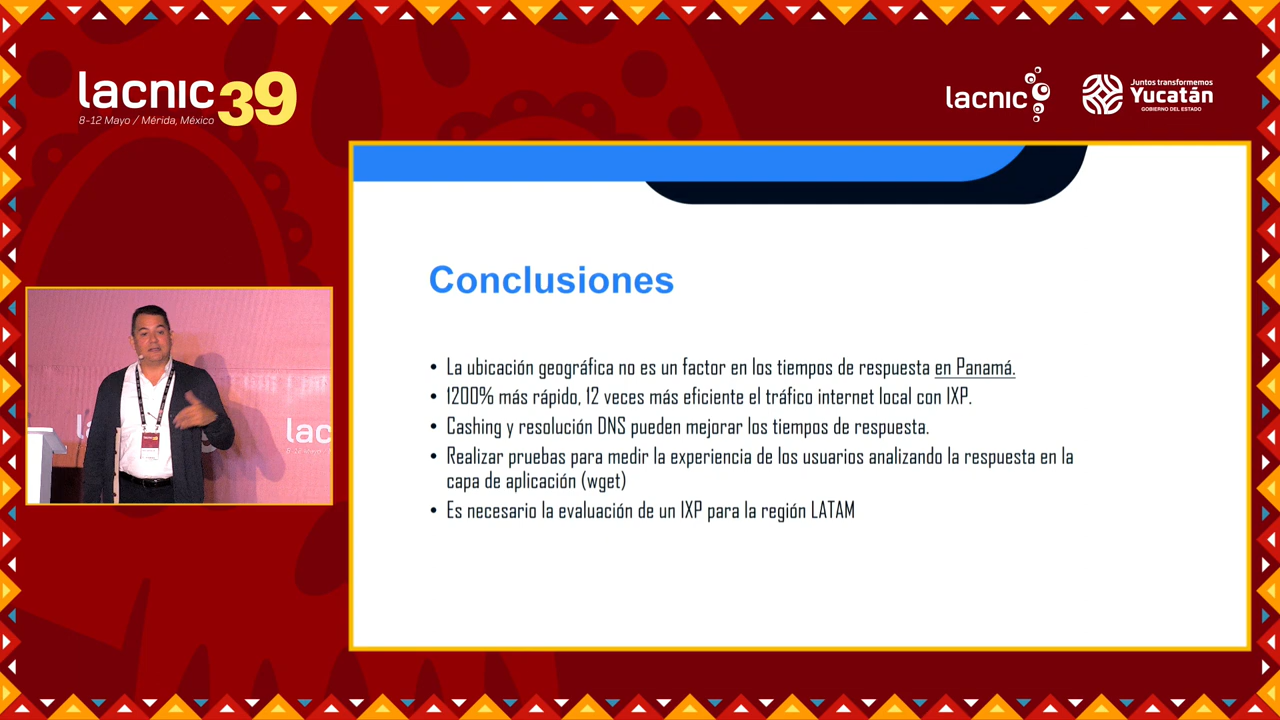 lacnic 39
8-12 Mayo / Mérida, México
lacnic
Juntos transformemos
Yucatán
GOBIERNO DEL ESTADO
Conclusiones
• La ubicación geográfica no es un factor en los tiempos de respuesta en Panamá.
• 1200% más rápido, 12 veces más eficiente el tráfico internet local con IXP.
• Cashing y resolución DNS pueden mejorar los tiempos de respuesta.
• Realizar pruebas para medir la experiencia de los usuarios analizando la respuesta en la
capa de aplicación (wget)
• Es necesario la evaluación de un IXP para la región LATAM
lac